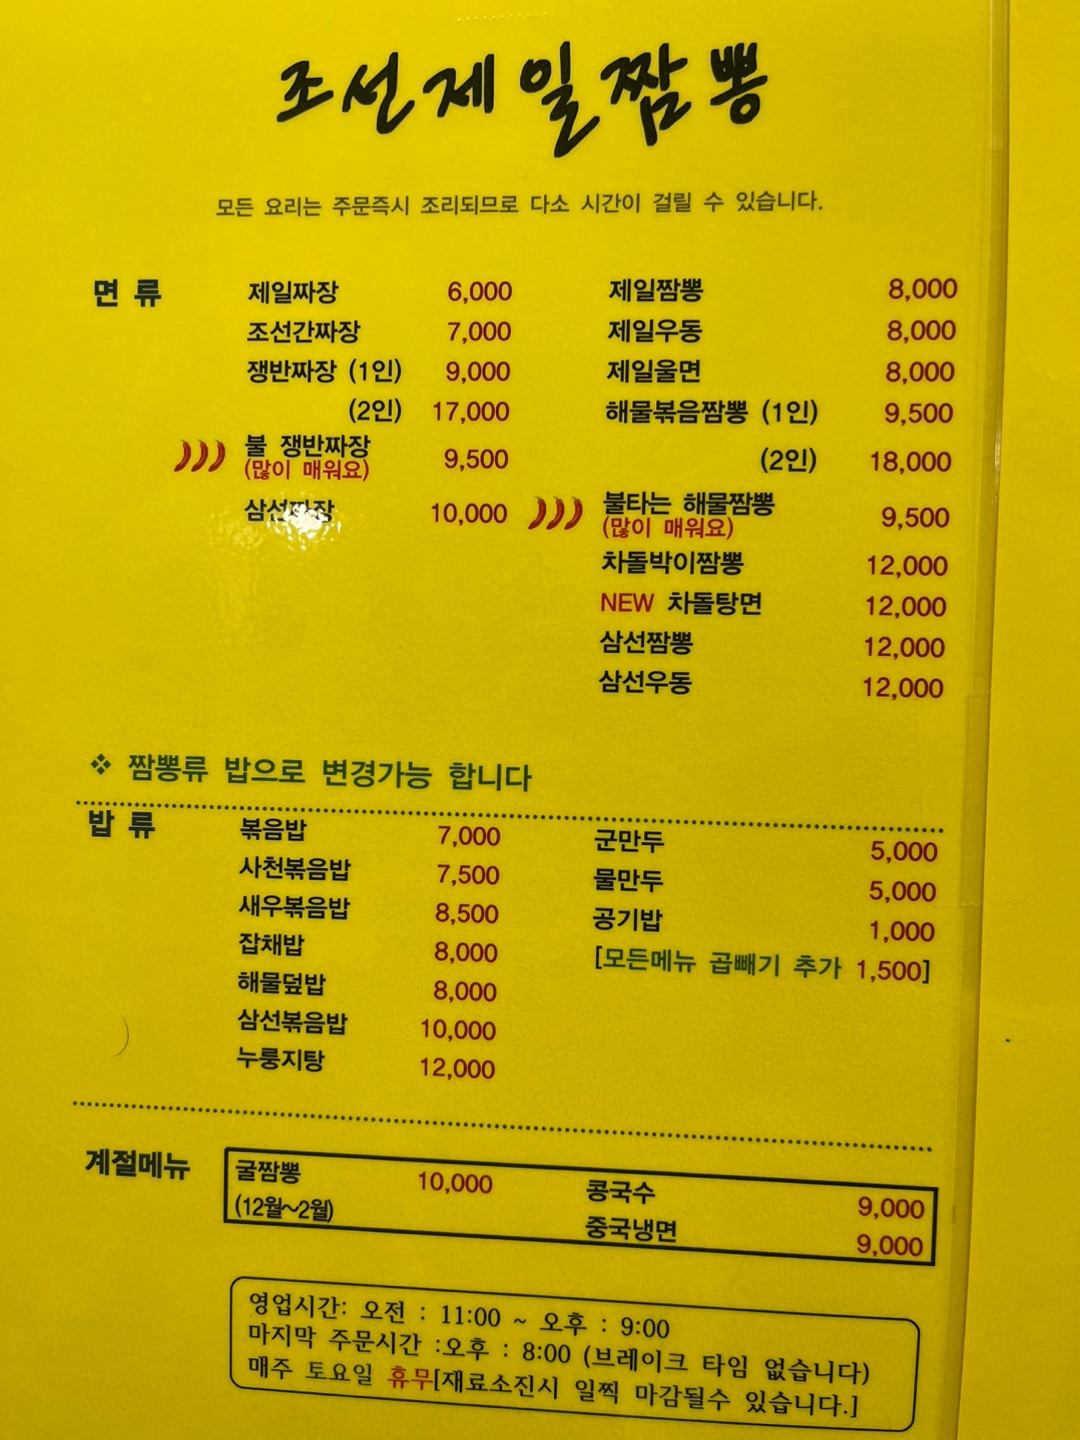 조선제일짬뽕
모든 요리는 주문즉시 조리되므로 다소 시간이 걸릴 수 있습니다.
면 류
제일짜장 6,000
조선간짜장 7,000
쟁반짜장 (1인) 9,000
(2인) 17,000
불 쟁반짜장 9,500
(많이 매워요)
삼선짜장 10,000
제일짬뽕 8,000
제일우동 8,000
제일울면 8,000
해물볶음짬뽕 (1인) 9,500
(2인) 18,000
불타는 해물짬뽕 9,500
(많이 매워요)
차돌박이짬뽕 12,000
NEW 차돌탕면 12,000
삼선짬뽕 12,000
삼선우동 12,000
❖ 짬뽕류 밥으로 변경가능 합니다
밥 류
볶음밥 7,000
사천볶음밥 7,500
새우볶음밥 8,500
잡채밥 8,000
해물덮밥 8,000
삼선볶음밥 10,000
누룽지탕 12,000
군만두 5,000
물만두 5,000
공기밥 1,000
[모든메뉴 곱빼기 추가 1,500]
계절메뉴
굴짬뽕 10,000
(12월~2월)
콩국수 9,000
중국냉면 9,000
영업시간: 오전 : 11:00 ~ 오후 : 9:00
마지막 주문시간 :오후 : 8:00 (브레이크 타임 없습니다)
매주 토요일 휴무[재료소진시 일찍 마감될수 있습니다.]